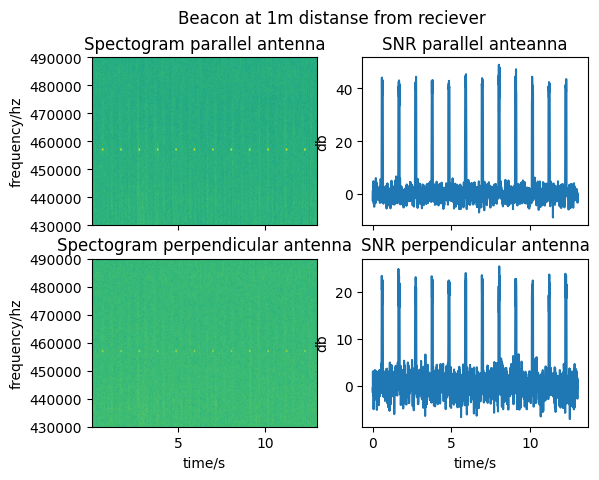 Beacon at 1m distanse from reciever
Spectogram parallel antenna
SNR parallel anteanna
490000
480000
470000
460000
450000
440000
430000
frequency/hz
40
20
0
db
Spectogram perpendicular antenna
SNR perpendicular antenna
490000
480000
470000
460000
450000
440000
430000
frequency/hz
5
10
time/s
20
10
0
db
0
5
10
time/s